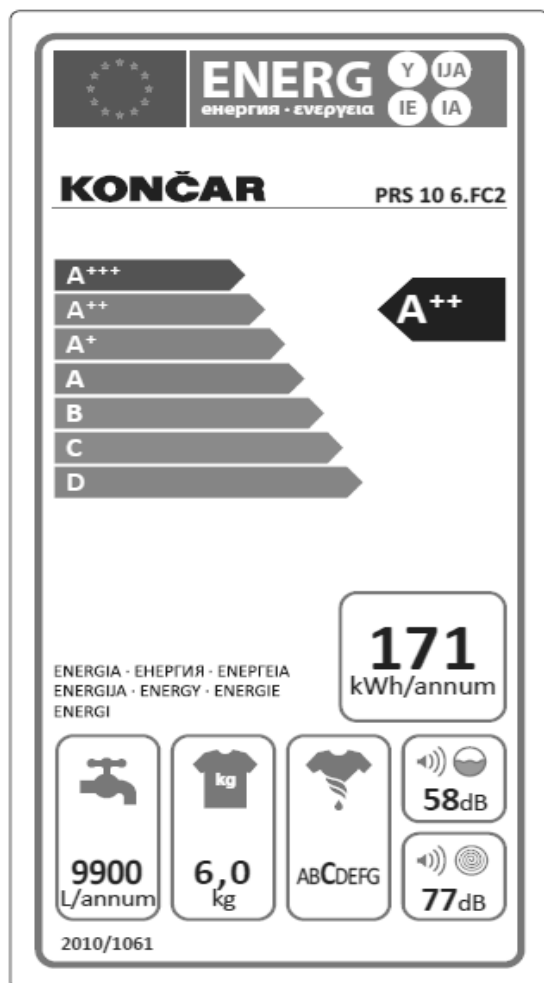 ENERG
енергия · ενεργεια
Y
IJA
IE
IA
KONČAR
PRS 10 6.FC2
A+++
A++
A+
A
B
C
D
A++
171
kWh/annum
ENERGIA · ЕНЕРГИЯ · ΕΝΕΡΓΕΙΑ
ENERGIJA · ENERGY · ENERGIE
ENERGI
9900
L/annum
kg
6,0
kg
ABCDEFG
58dB
77dB
2010/1061